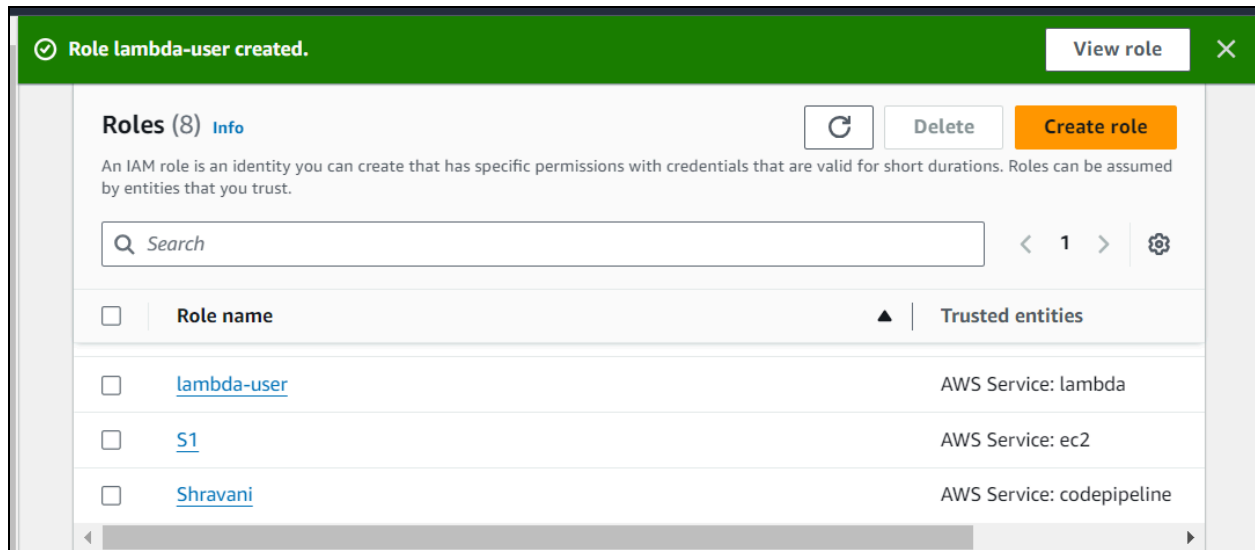 Role lambda-user created.
View role
Roles (8) Info
Delete
Create role
An IAM role is an identity you can create that has specific permissions with credentials that are valid for short durations. Roles can be assumed
by entities that you trust.
Search
1
Role name
Trusted entities
lambda-user
AWS Service: lambda
S1
AWS Service: ec2
Shravani
AWS Service: codepipeline